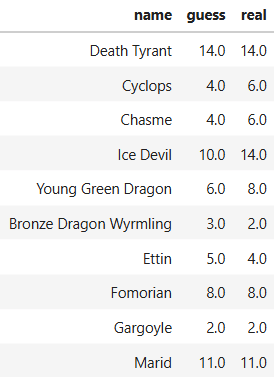 name guess real
Death Tyrant 14.0 14.0
Cyclops 4.0 6.0
Chasme 4.0 6.0
Ice Devil 10.0 14.0
Young Green Dragon 6.0 8.0
Bronze Dragon Wyrmling 3.0 2.0
Ettin 5.0 4.0
Fomorian 8.0 8.0
Gargoyle 2.0 2.0
Marid 11.0 11.0